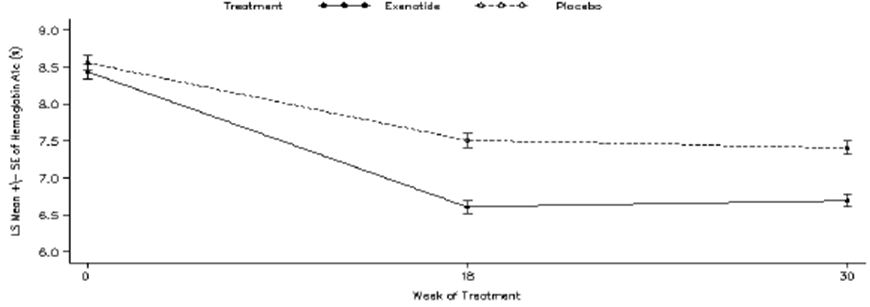 Treatment Exenatide Placebo
LS Mean +\- SE of Hemoglobin A1c (%)
9.0
8.5
8.0
7.5
7.0
6.5
6.0
0 18 30
Week of Treatment